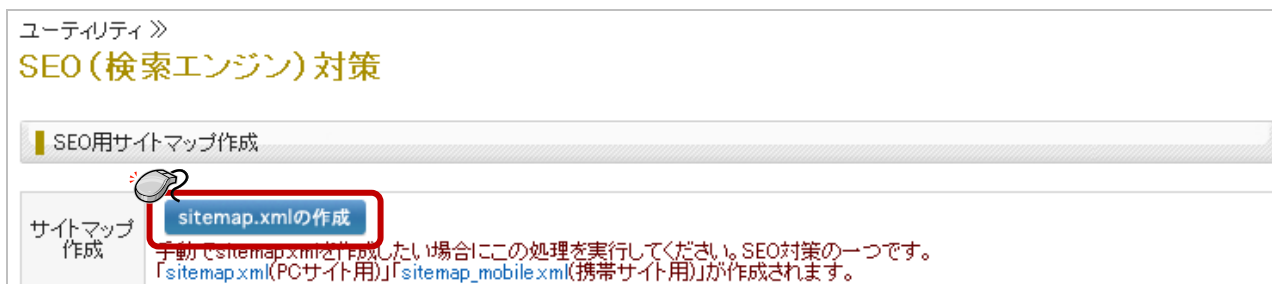 ユーティリティ ≫
SEO(検索エンジン)対策
SEO用サイトマップ作成
サイトマップ
作成
sitemap.xmlの作成
手動でsitemap.xmlを作成したい場合にこの処理を実行してください。SEO対策の一つです。
「sitemap.xml(PCサイト用)」「sitemap_mobile.xml(携帯サイト用)」が作成されます。